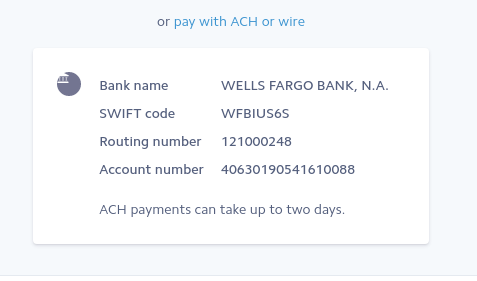 or pay with ACH or wire
Bank name WELLS FARGO BANK, N.A.
SWIFT code WFBIUS6S
Routing number 121000248
Account number 40630190541610088
ACH payments can take up to two days.